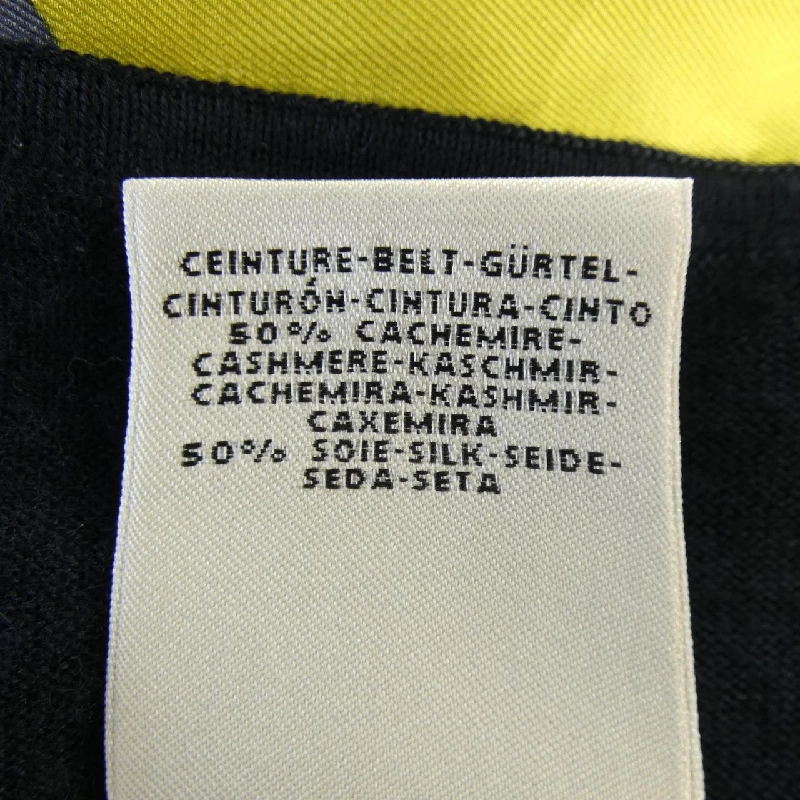 CEINTURE-BELT-GÜRTEL-
CINTURÓN-CINTURA-CINTO
50% CACHEMIRE-
CASHMERE-KASCHMIR-
CACHEMIRA-KASHMIR-
CAXEMIRA
50% SOIE-SILK-SEIDE-
SEDA-SETA